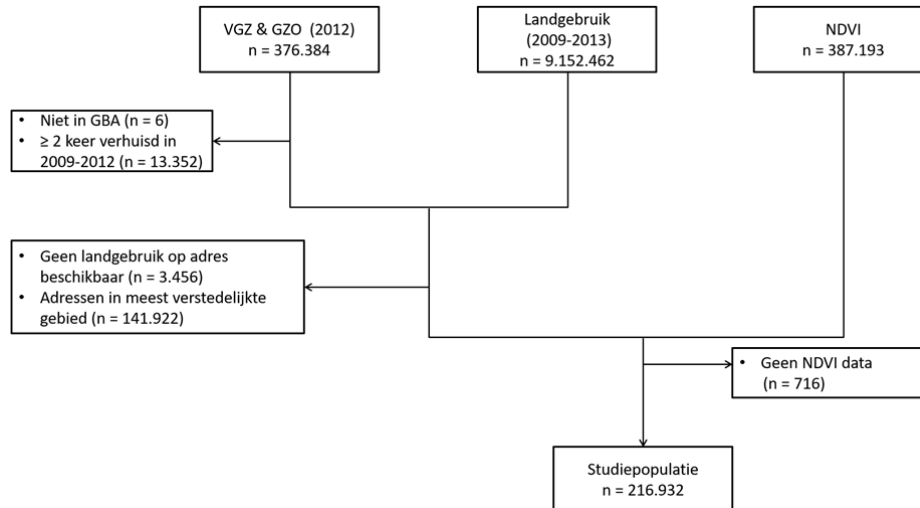 VGZ & GZO (2012)
n = 376.384
Landgebruik
(2009-2013)
n = 9.152.462
NDVI
n = 387.193
• Niet in GBA (n = 6)
• ≥ 2 keer verhuisd in
2009-2012 (n = 13.352)
• Geen landgebruik op adres
beschikbaar (n = 3.456)
• Adressen in meest verstedelijkte
gebied (n = 141.922)
• Geen NDVI data
(n = 716)
Studiepopulatie
n = 216.932